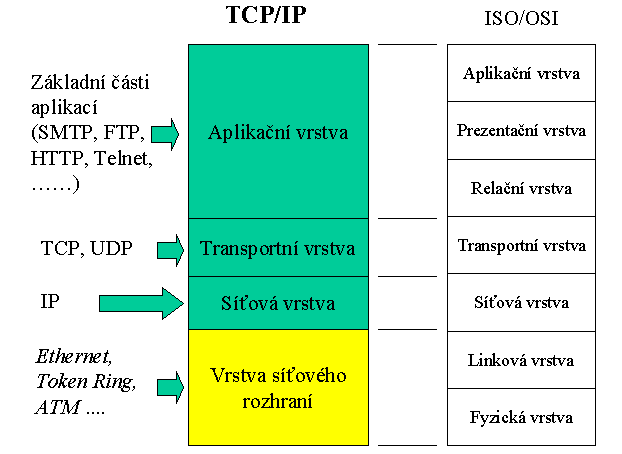 TCP/IP
ISO/OSI
Základní části
aplikací
(SMTP, FTP,
HTTP, Telnet,
……)
TCP, UDP
IP
Ethernet,
Token Ring,
ATM ....
Aplikační vrstva
Transportní vrstva
Síťová vrstva
Vrstva síťového
rozhraní
Aplikační vrstva
Prezentační vrstva
Relační vrstva
Transportní vrstva
Síťová vrstva
Linková vrstva
Fyzická vrstva